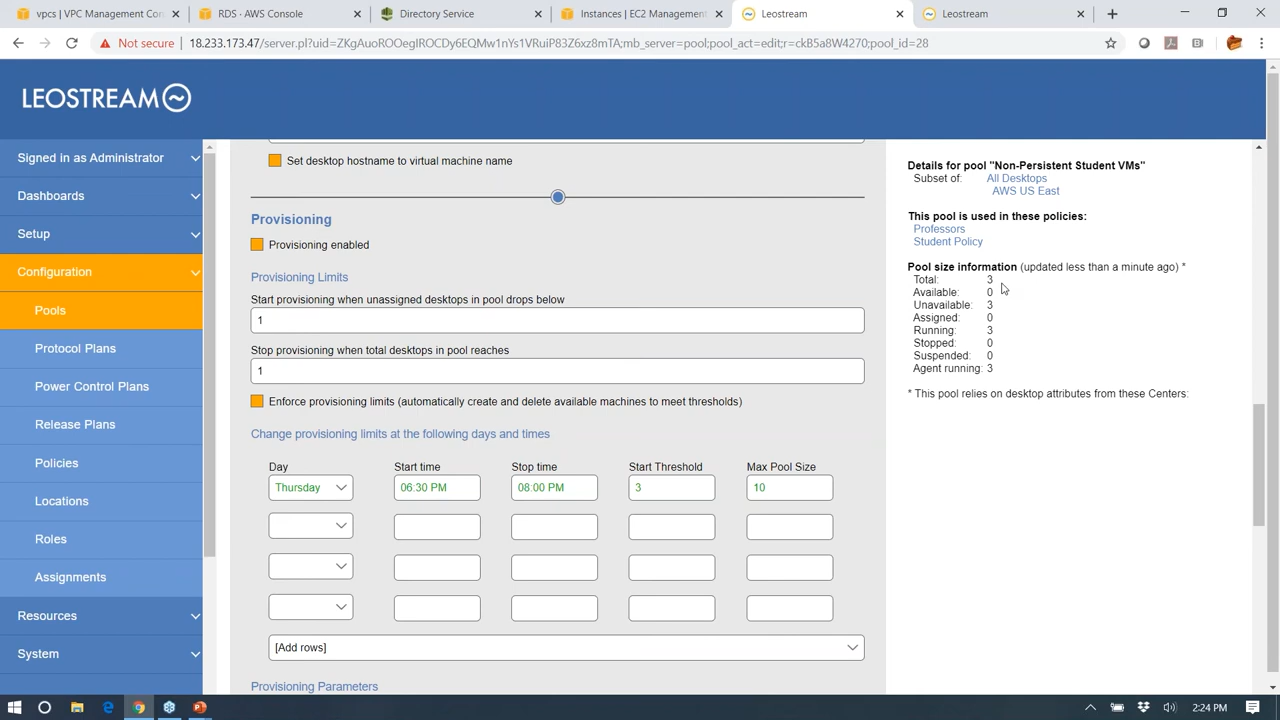 vpcs | VPC Management Con
RDS - AWS Console
Directory Service
Instances | EC2 Management
Leostream
Leostream
Not secure
18.233.173.47/server.pl?uid=ZKgAuoROOegIROCDy6EQMw1nYs1VRuiP83Z6xz8mTA;mb_server=pool;pool_act=edit;r=ckB5a8W4270;pool_id=28
LEOSTREAM
Signed in as Administrator
Dashboards
Setup
Configuration
Pools
Protocol Plans
Power Control Plans
Release Plans
Policies
Locations
Roles
Assignments
Resources
System
Set desktop hostname to virtual machine name
Provisioning
Provisioning enabled
Provisioning Limits
Start provisioning when unassigned desktops in pool drops below
1
Stop provisioning when total desktops in pool reaches
1
Enforce provisioning limits (automatically create and delete available machines to meet thresholds)
Change provisioning limits at the following days and times
Day Start time Stop time Start Threshold Max Pool Size
Thursday 06:30 PM 08:00 PM 3 10
[Add rows]
Provisioning Parameters
Details for pool "Non-Persistent Student VMs"
Subset of: All Desktops
AWS US East
This pool is used in these policies:
Professors
Student Policy
Pool size information (updated less than a minute ago) *
Total: 3
Available: 0
Unavailable: 3
Assigned: 0
Running: 3
Stopped: 0
Suspended: 0
Agent running: 3
* This pool relies on desktop attributes from these Centers:
2:24 PM